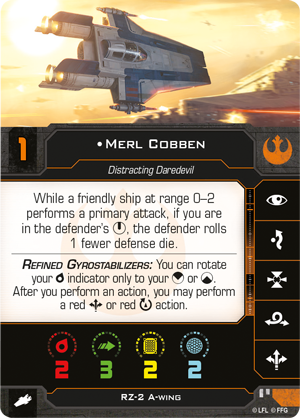 1
•Merl Cobben
Distracting Daredevil
While a friendly ship at range 0–2
performs a primary attack, if you are
in the defender's , the defender rolls
1 fewer defense die.
Refined Gyrostabilizers: You can rotate
your indicator only to your or .
After you perform an action, you may perform
a red or red action.
2 3 2 2
RZ-2 A-wing
© LFL © FFG